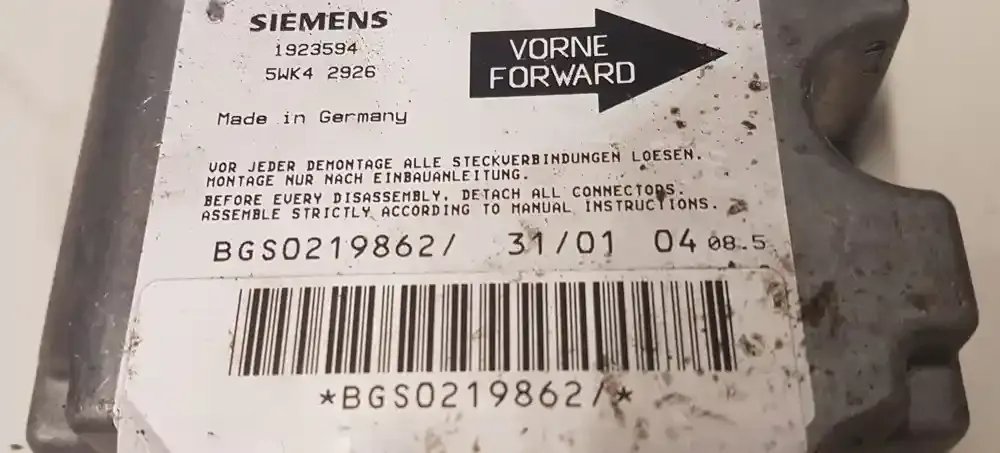 SIEMENS
1923594
5WK4 2926
VORNE
FORWARD
Made in Germany
VOR JEDER DEMONTAGE ALLE STECKVERBINDUNGEN LOESEN.
MONTAGE NUR NACH EINBAUANLEITUNG.
BEFORE EVERY DISASSEMBLY, DETACH ALL CONNECTORS.
ASSEMBLE STRICTLY ACCORDING TO MANUAL INSTRUCTIONS.
BGS0219862/ 31/01 04 08.5
*BGS0219862/*